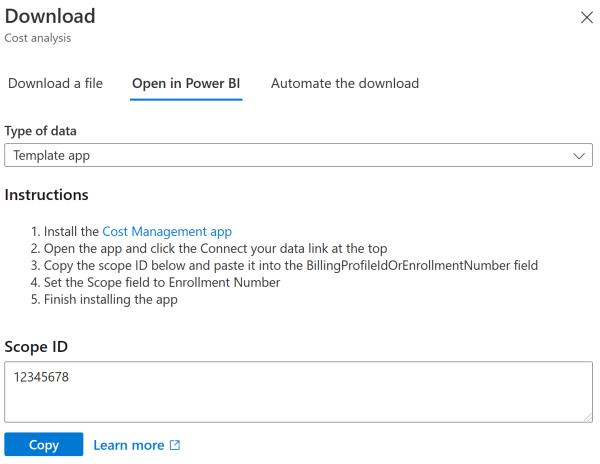 Download
Cost analysis
Download a file
Open in Power BI
Automate the download
Type of data
Template app
Instructions
1. Install the Cost Management app
2. Open the app and click the Connect your data link at the top
3. Copy the scope ID below and paste it into the BillingProfileIdOrEnrollmentNumber field
4. Set the Scope field to Enrollment Number
5. Finish installing the app
Scope ID
12345678
Copy
Learn more